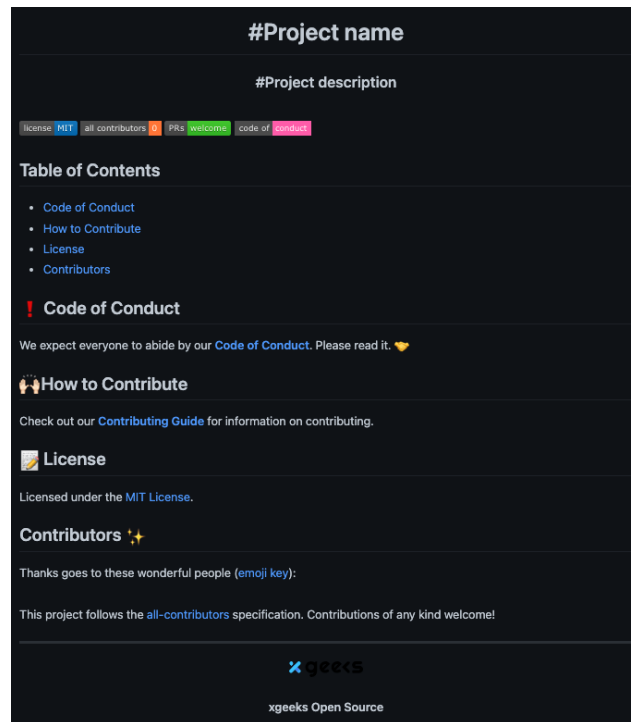 #Project name
#Project description
license MIT all contributors 0 PRs welcome code of conduct
Table of Contents
Code of Conduct
How to Contribute
License
Contributors
Code of Conduct
We expect everyone to abide by our Code of Conduct. Please read it.
How to Contribute
Check out our Contributing Guide for information on contributing.
License
Licensed under the MIT License.
Contributors
Thanks goes to these wonderful people (emoji key):
This project follows the all-contributors specification. Contributions of any kind welcome!
xgeeks
xgeeks Open Source